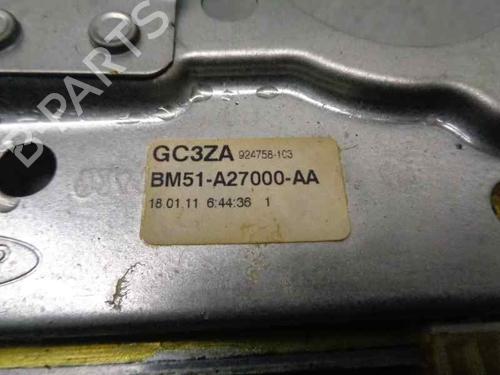 B PARTS
GC3ZA 924758-103
BM51-A27000-AA
18.01.11 6:44:36 1